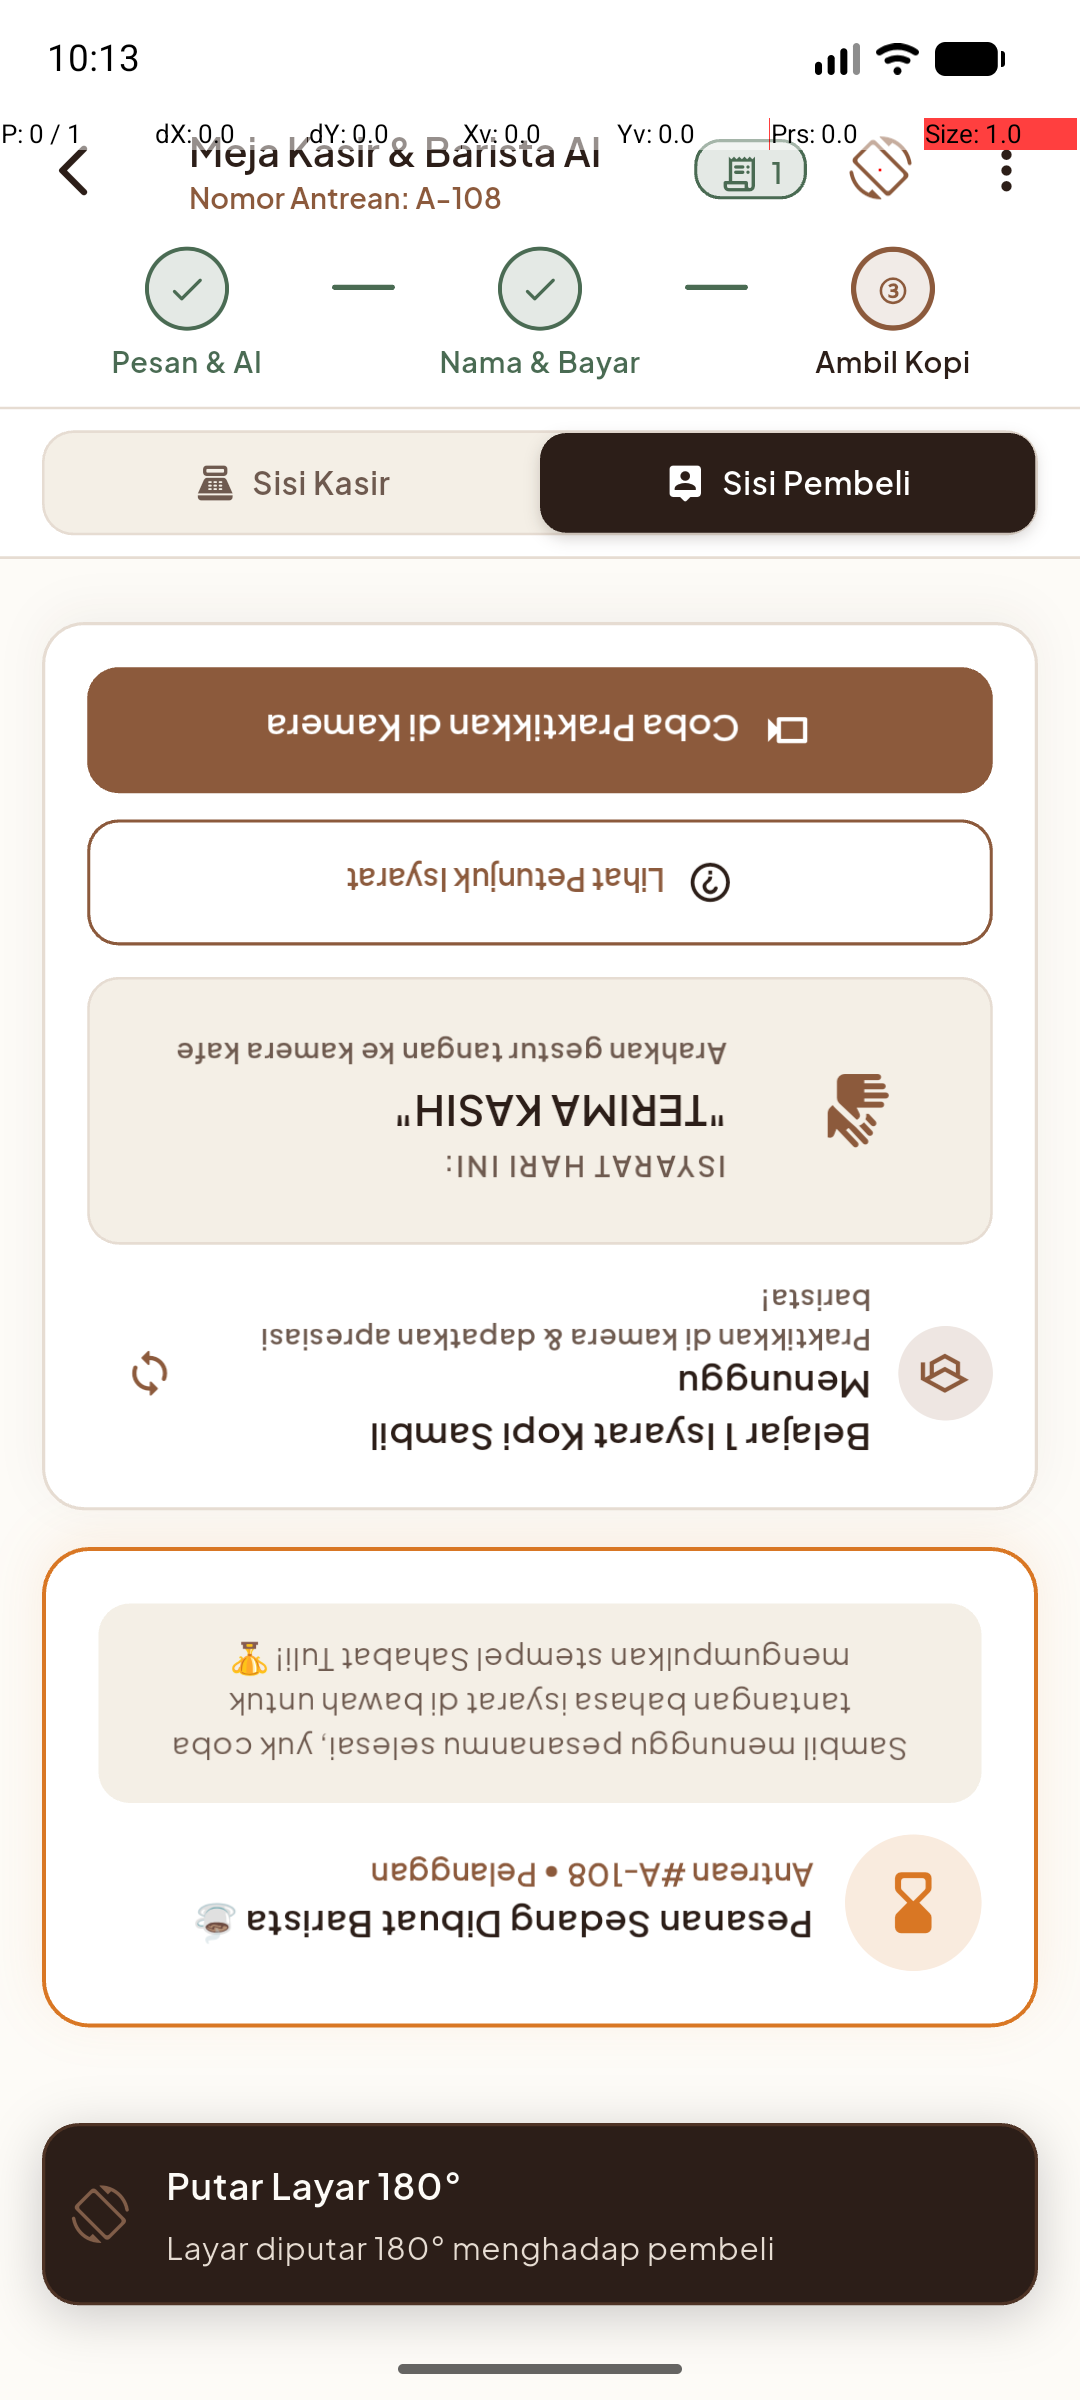 10:13
P: 0 / 1 dX: 0.0 dY: 0.0 Xv: 0.0 Yv: 0.0 Prs: 0.0 Size: 1.0
Meja Kasir & Barista AI
Nomor Antrean: A-108
1
3
Pesan & AI
Nama & Bayar
Ambil Kopi
Sisi Kasir
Sisi Pembeli
Pesanan Sedang Dibuat Barista ☕
Antrean #A-108 • Pelanggan
Sambil menunggu pesananmu selesai, yuk coba
tantangan bahasa isyarat di bawah untuk
mengumpulkan stempel Sahabat Tuli! 🏅
Belajar 1 Isyarat Kopi Sambil
Menunggu
Praktikkan di kamera & dapatkan apresiasi
barista!
ISYARAT HARI INI:
"TERIMA KASIH"
Arahkan gestur tangan ke kamera kafe
Lihat Petunjuk Isyarat
Coba Praktikkan di Kamera
Putar Layar 180°
Layar diputar 180° menghadap pembeli